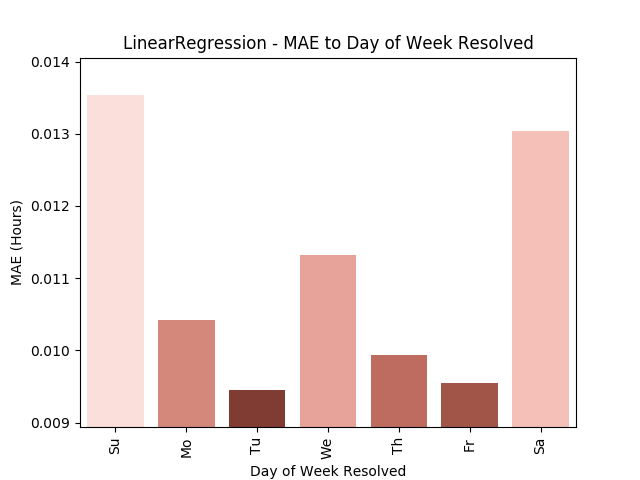 LinearRegression - MAE to Day of Week Resolved
0.014
0.013
0.012
0.011
0.010
0.009
MAE (Hours)
Su Mo Tu We Th Fr Sa
Day of Week Resolved